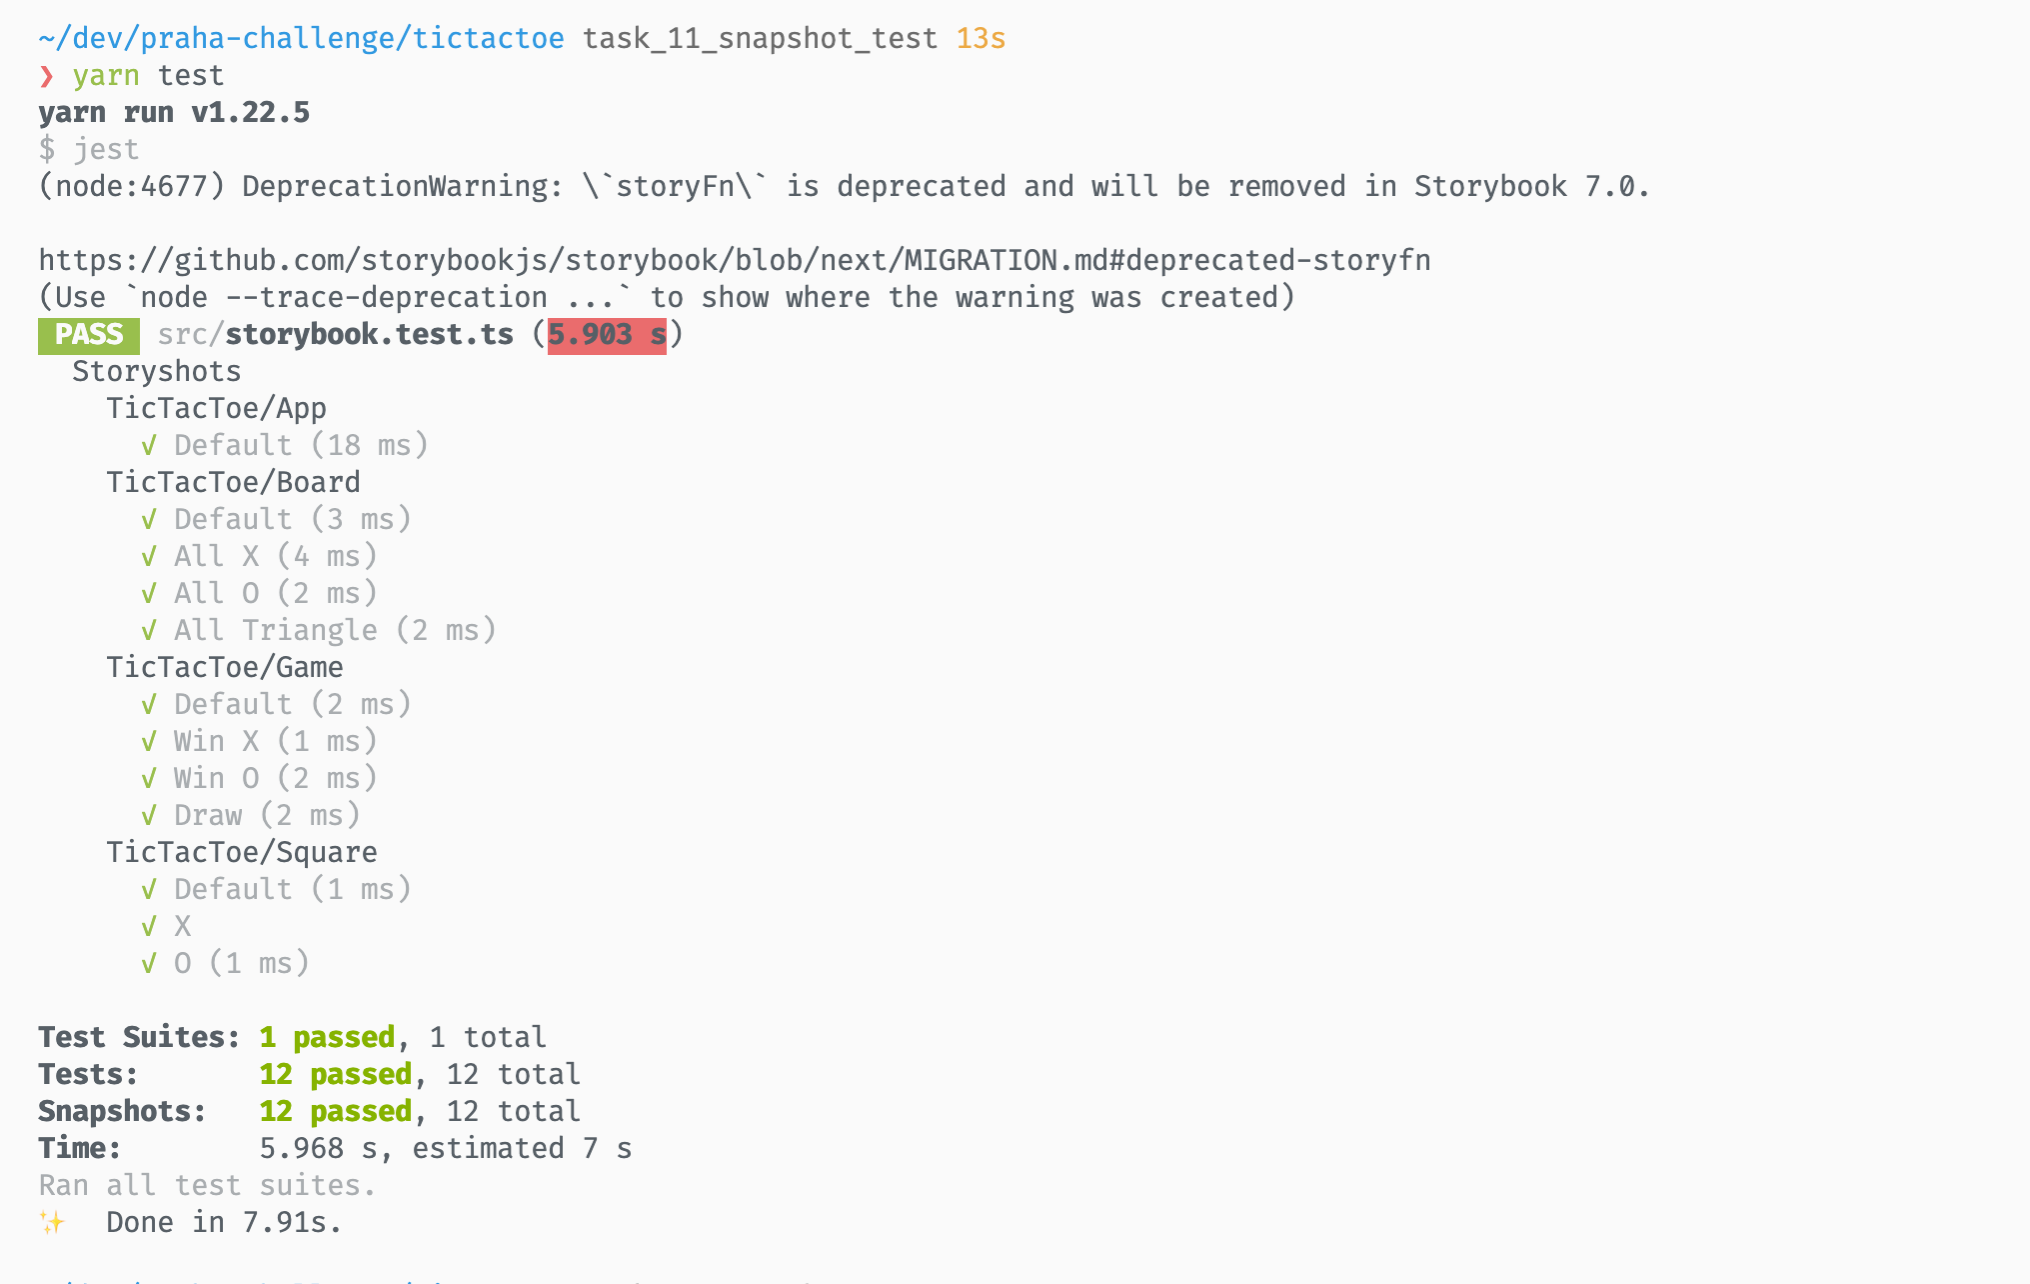 ~/dev/praha-challenge/tictactoe task_11_snapshot_test 13s
❯ yarn test
yarn run v1.22.5
$ jest
(node:4677) DeprecationWarning: \`storyFn\` is deprecated and will be removed in Storybook 7.0.
https://github.com/storybookjs/storybook/blob/next/MIGRATION.md#deprecated-storyfn
(Use `node --trace-deprecation ...` to show where the warning was created)
PASS src/storybook.test.ts (5.903 s)
Storyshots
TicTacToe/App
√ Default (18 ms)
TicTacToe/Board
√ Default (3 ms)
√ All X (4 ms)
√ All O (2 ms)
√ All Triangle (2 ms)
TicTacToe/Game
√ Default (2 ms)
√ Win X (1 ms)
√ Win O (2 ms)
√ Draw (2 ms)
TicTacToe/Square
√ Default (1 ms)
√ X
√ O (1 ms)
Test Suites: 1 passed, 1 total
Tests: 12 passed, 12 total
Snapshots: 12 passed, 12 total
Time: 5.968 s, estimated 7 s
Ran all test suites.
✨ Done in 7.91s.